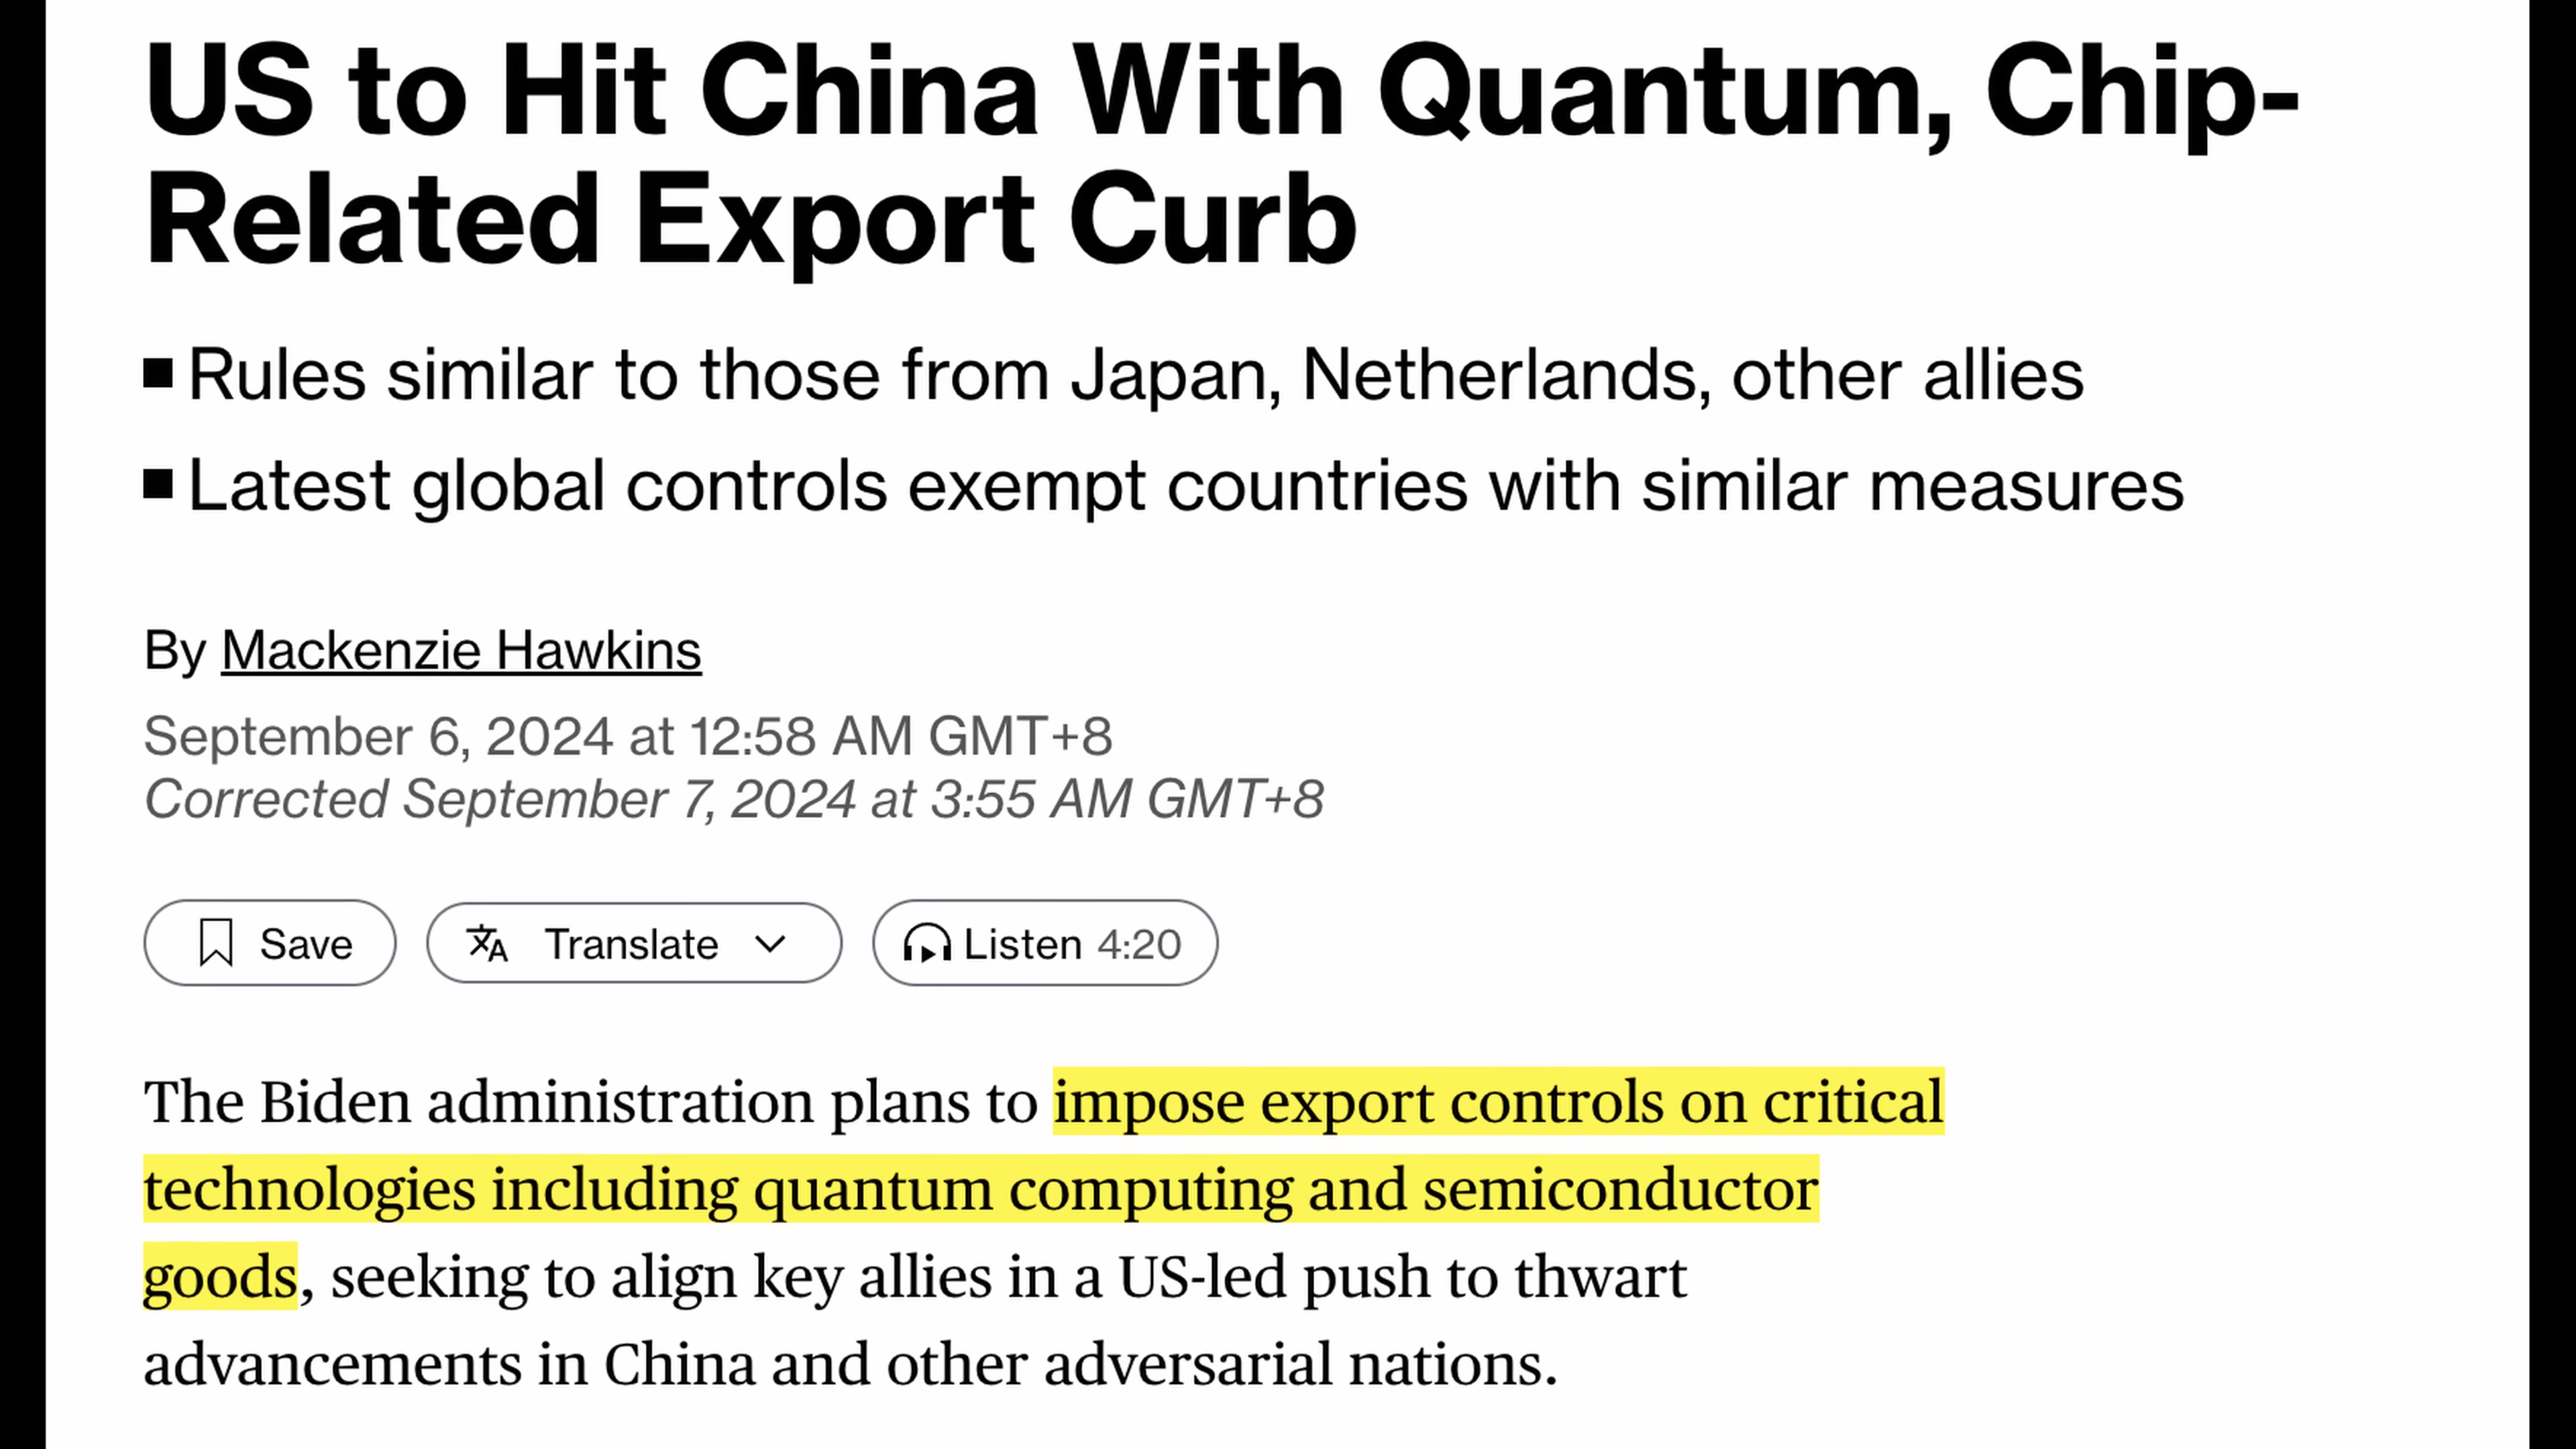 US to Hit China With Quantum, Chip-
Related Export Curb
Rules similar to those from Japan, Netherlands, other allies
Latest global controls exempt countries with similar measures
By Mackenzie Hawkins
September 6, 2024 at 12:58 AM GMT+8
Corrected September 7, 2024 at 3:55 AM GMT+8
Save Translate Listen 4:20
The Biden administration plans to impose export controls on critical
technologies including quantum computing and semiconductor
goods, seeking to align key allies in a US-led push to thwart
advancements in China and other adversarial nations.